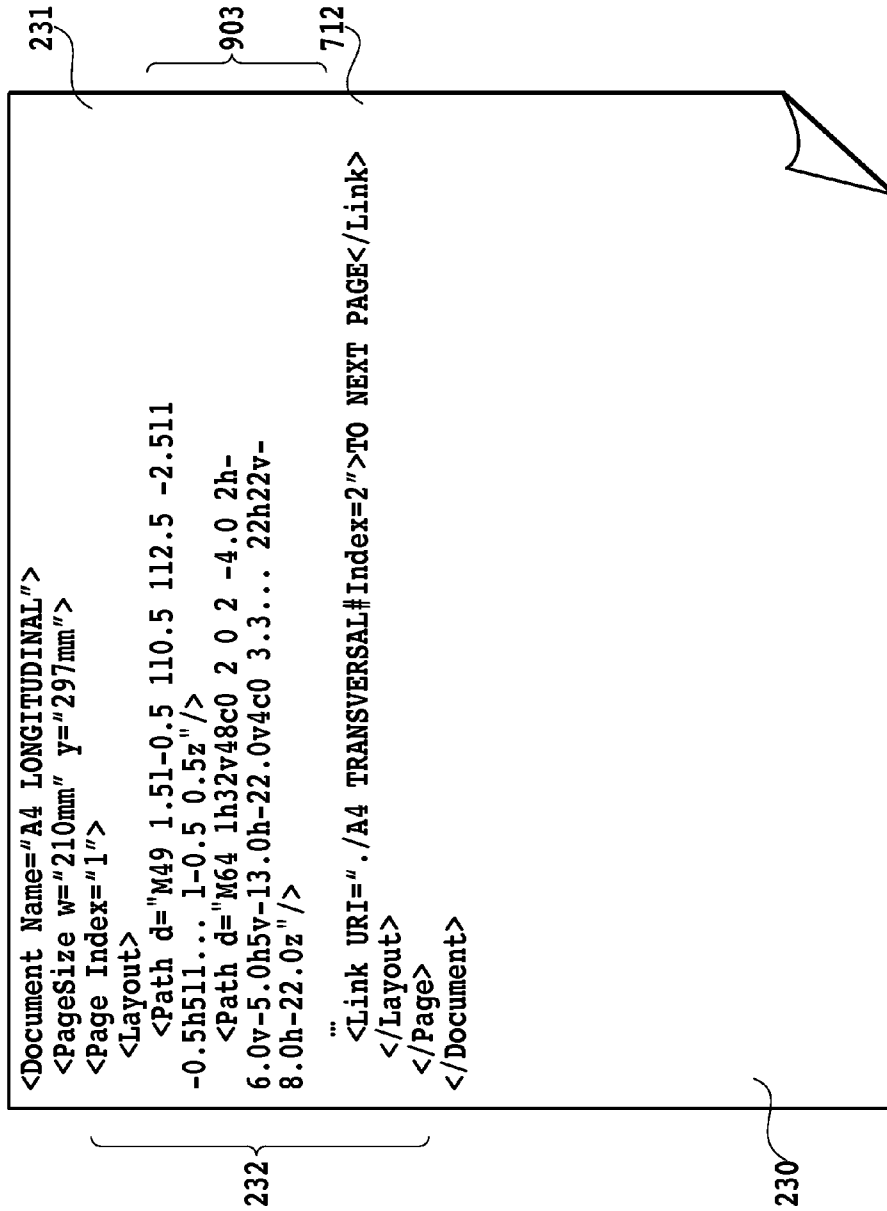 231
903
712
<Document Name="A4 LONGITUDINAL">
<PageSize w="210mm" y="297mm">
<Page Index="1">
<Layout>
<Path d="M49 1.51-0.5 110.5 112.5 -2.511
-0.5h511... 1-0.5 0.5z"/>
<Path d="M64 1h32v48c0 2 0 2 -4.0 2h-
6.0v-5.0h5v-13.0h-22.0v4c0 3.3... 22h22v-
8.0h-22.0z"/>
...
<Link URI="./A4 TRANSVERSAL#Index=2">TO NEXT PAGE</Link>
</Layout>
</Page>
</Document>
232
230